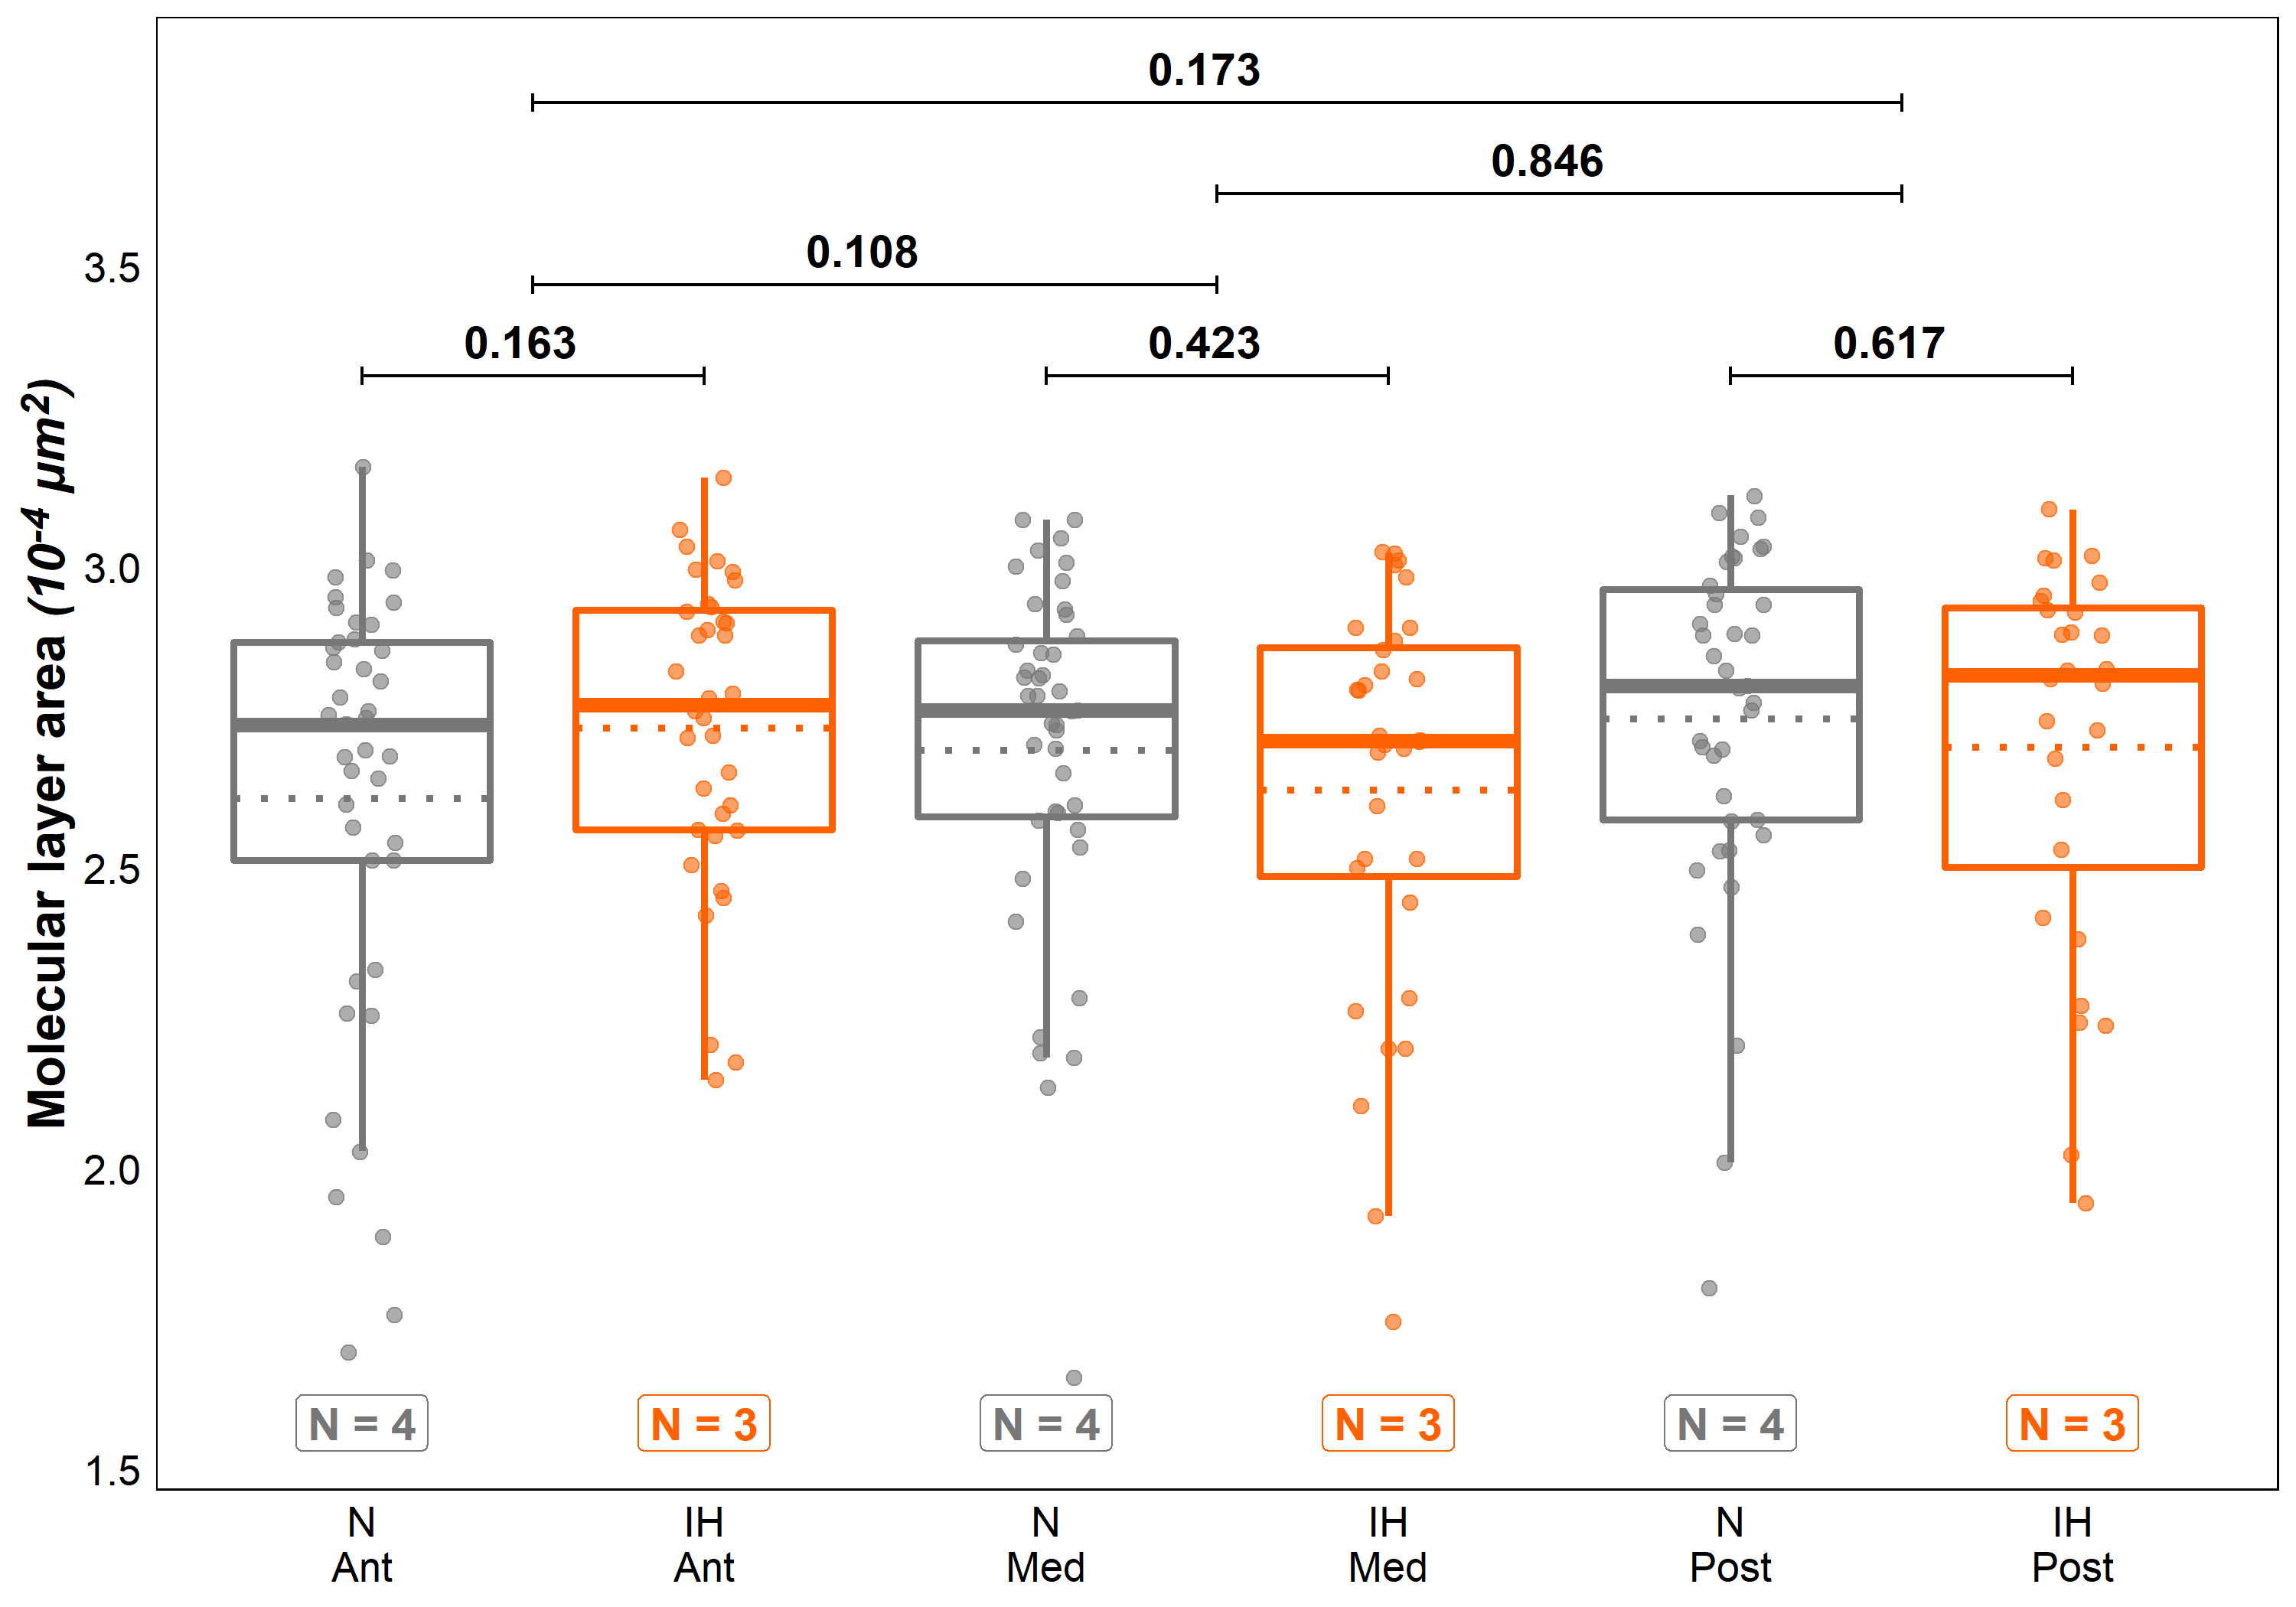 0.173
0.846
0.108
0.163 0.423 0.617
Molecular layer area (10⁻⁴ µm²)
3.5
3.0
2.5
2.0
1.5
N = 4 N = 3 N = 4 N = 3 N = 4 N = 3
N IH N IH N IH
Ant Ant Med Med Post Post